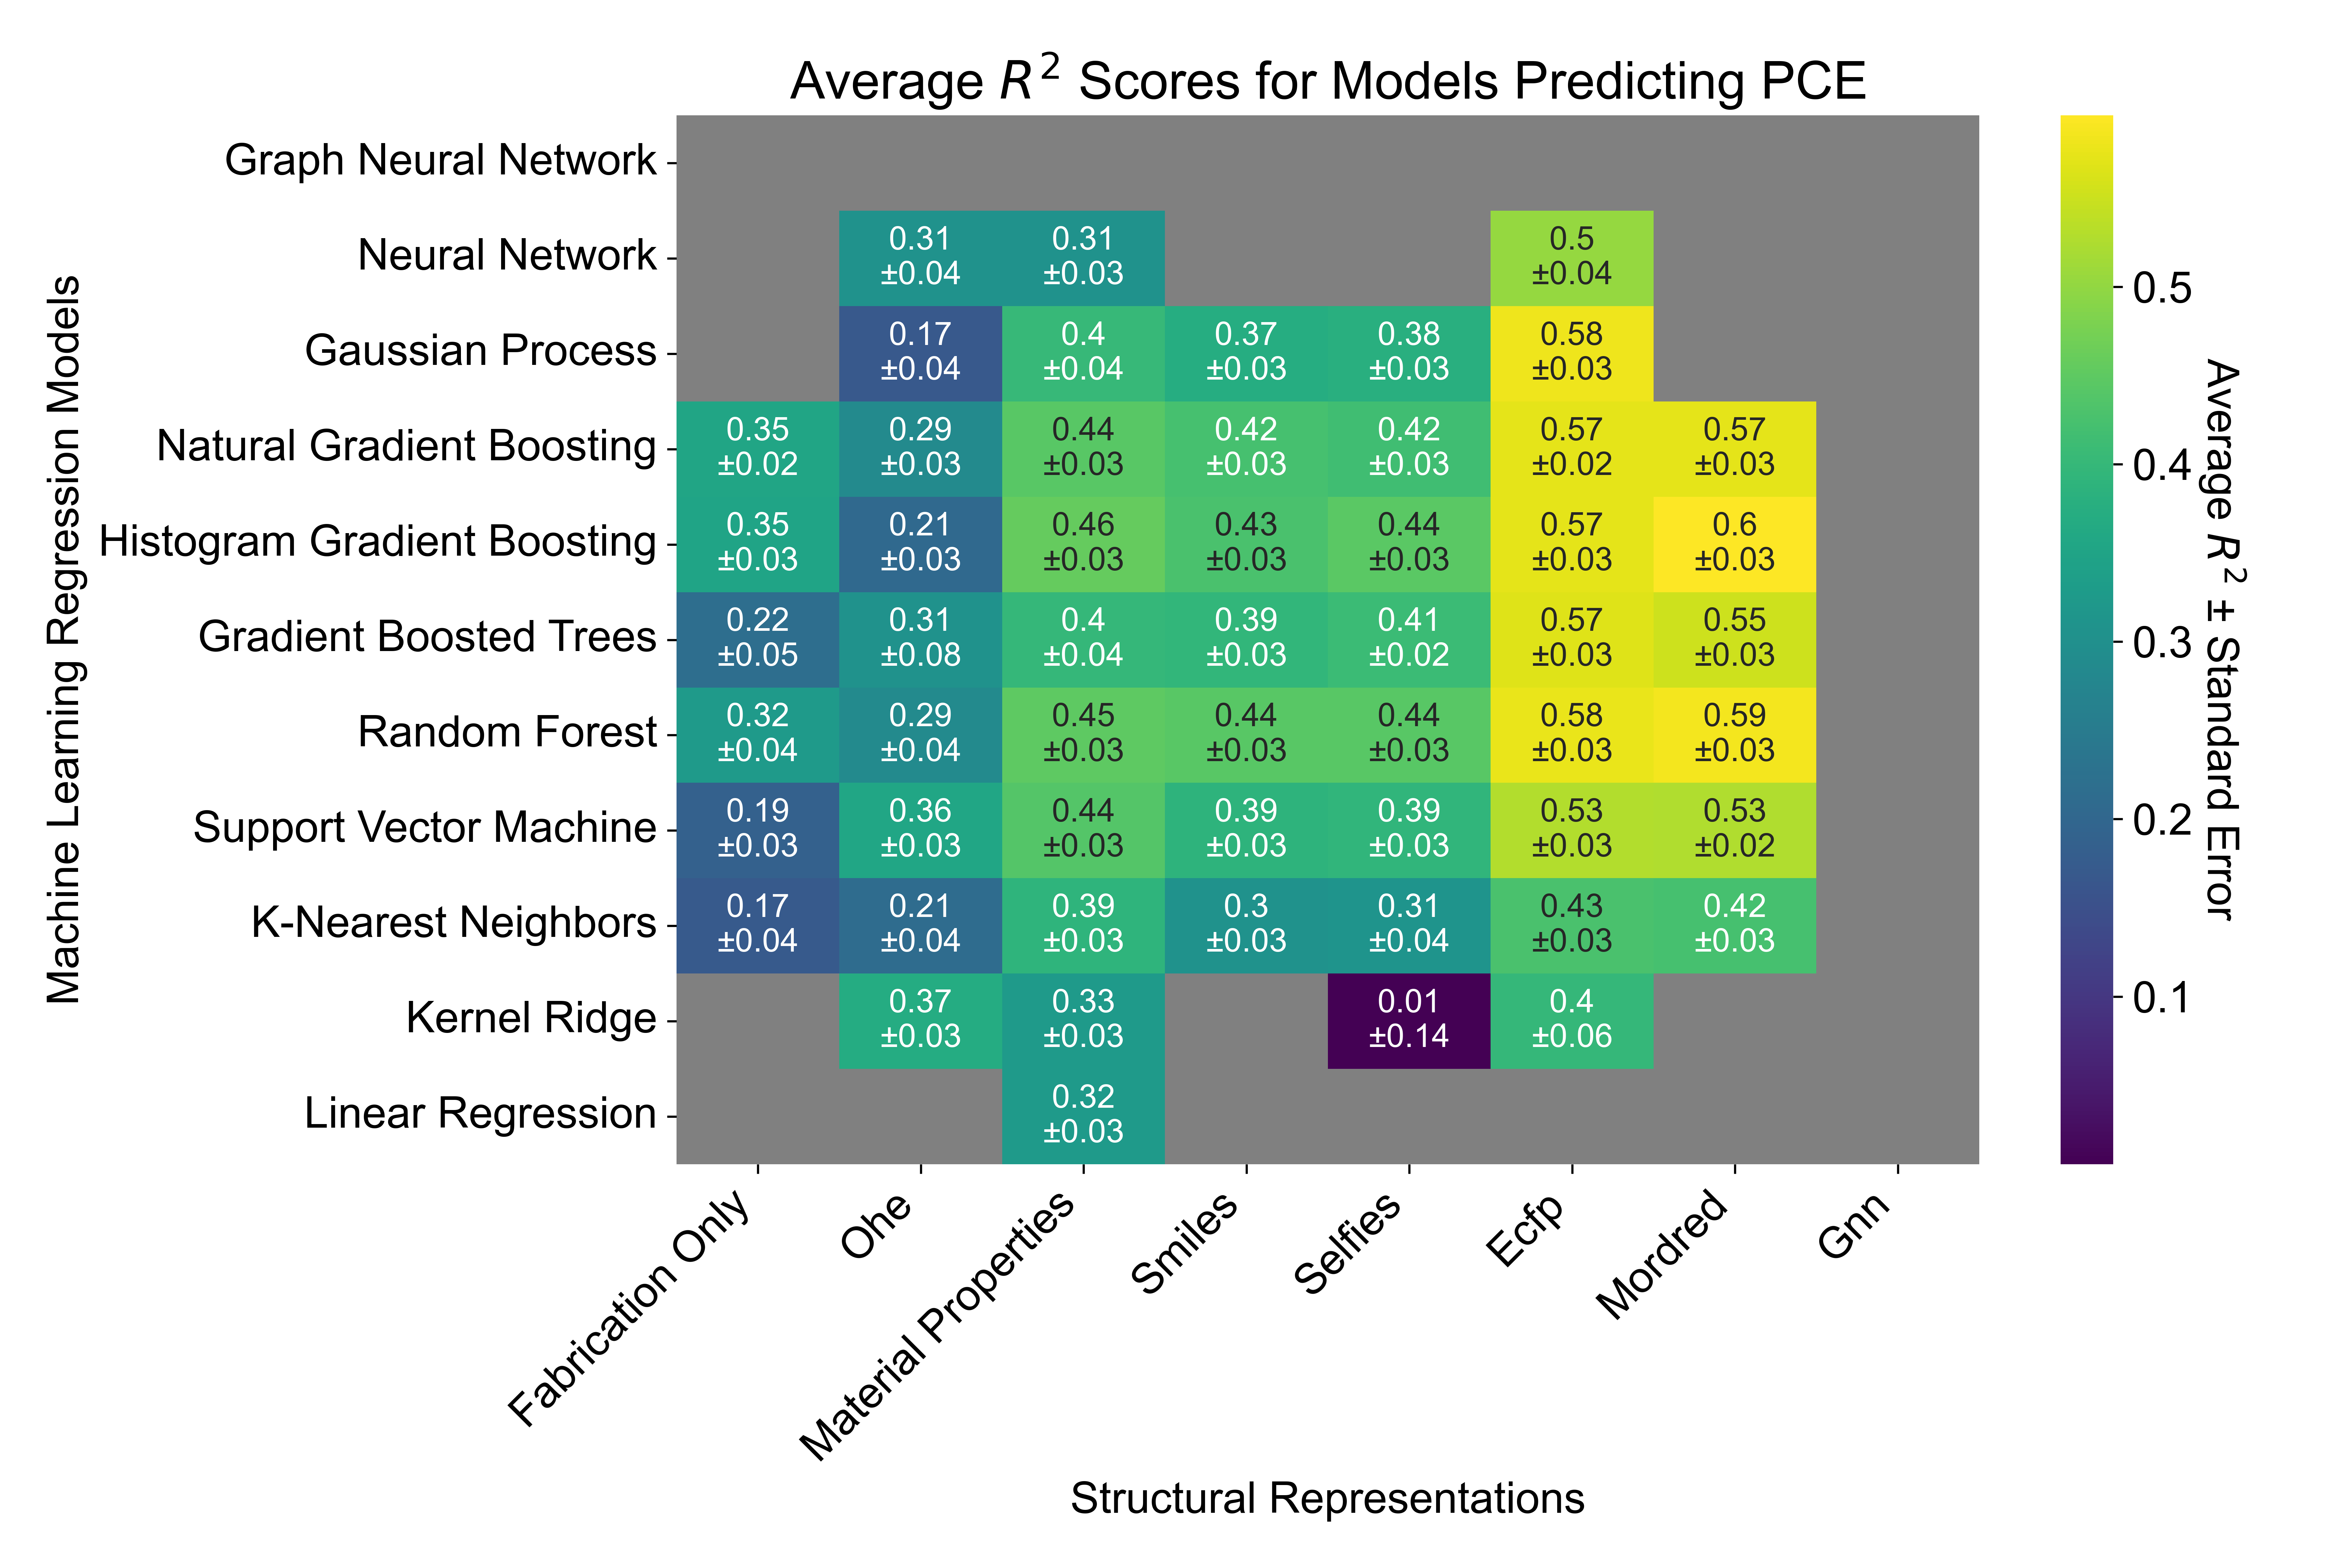 Average R² Scores for Models Predicting PCE
Machine Learning Regression Models
Graph Neural Network
Neural Network
0.31 0.31 0.5
±0.04 ±0.03 ±0.04
Gaussian Process
0.17 0.4 0.37 0.38 0.58
±0.04 ±0.04 ±0.03 ±0.03 ±0.03
Natural Gradient Boosting
0.35 0.29 0.44 0.42 0.42 0.57 0.57
±0.02 ±0.03 ±0.03 ±0.03 ±0.03 ±0.02 ±0.03
Histogram Gradient Boosting
0.35 0.21 0.46 0.43 0.44 0.57 0.6
±0.03 ±0.03 ±0.03 ±0.03 ±0.03 ±0.03 ±0.03
Gradient Boosted Trees
0.22 0.31 0.4 0.39 0.41 0.57 0.55
±0.05 ±0.08 ±0.04 ±0.03 ±0.02 ±0.03 ±0.03
Random Forest
0.32 0.29 0.45 0.44 0.44 0.58 0.59
±0.04 ±0.04 ±0.03 ±0.03 ±0.03 ±0.03 ±0.03
Support Vector Machine
0.19 0.36 0.44 0.39 0.39 0.53 0.53
±0.03 ±0.03 ±0.03 ±0.03 ±0.03 ±0.03 ±0.02
K-Nearest Neighbors
0.17 0.21 0.39 0.3 0.31 0.43 0.42
±0.04 ±0.04 ±0.03 ±0.03 ±0.04 ±0.03 ±0.03
Kernel Ridge
0.37 0.33 0.01 0.4
±0.03 ±0.03 ±0.14 ±0.06
Linear Regression
0.32
±0.03
Fabrication Only
Ohe
Material Properties
Smiles
Selfies
Ecfp
Mordred
Gnn
Structural Representations
0.5
0.4
0.3
0.2
0.1
Average R² ± Standard Error